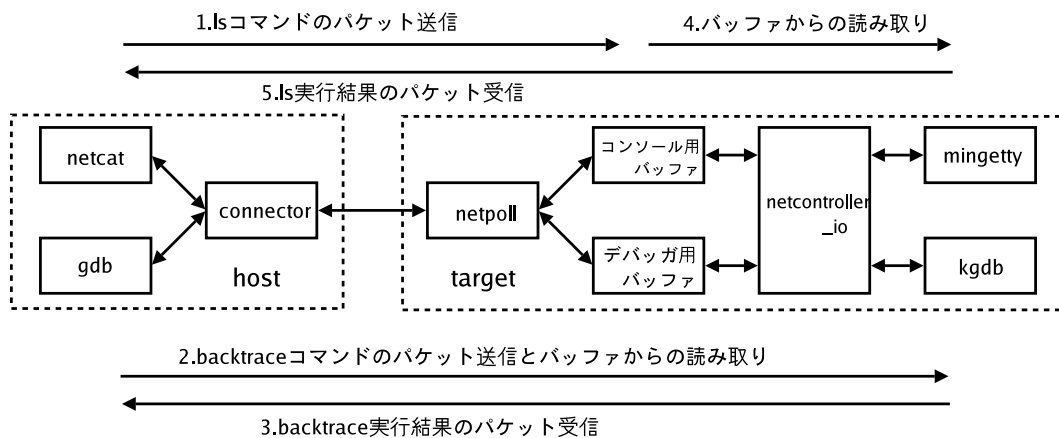 1.lsコマンドのパケット送信
4.バッファからの読み取り
5.ls実行結果のパケット受信
netcat
gdb
connector
host
netpoll
target
コンソール用
バッファ
デバッガ用
バッファ
netcontroller
_io
mingetty
kgdb
2.backtraceコマンドのパケット送信とバッファからの読み取り
3.backtrace実行結果のパケット受信